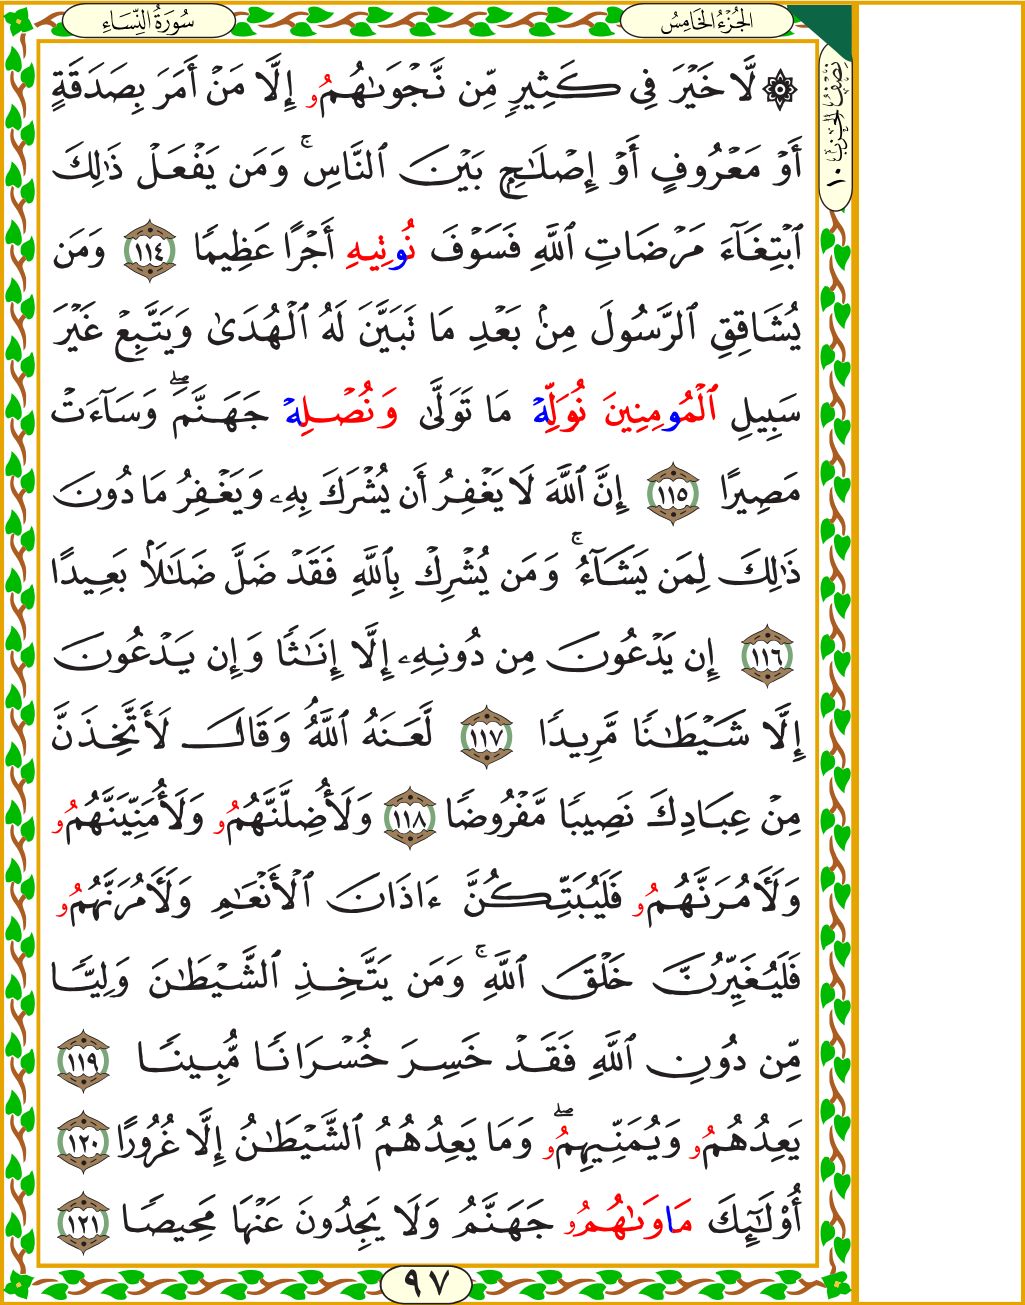 سُورَةُ النِّسَاءِ
الجُزْءُ الخَامِسُ
نِصْفُ الحِزْبِ ١٠
۞ لَّا خَيْرَ فِي كَثِيرٍ مِّن نَّجْوَىٰهُمُۥ إِلَّا مَنْ أَمَرَ بِصَدَقَةٍ
أَوْ مَعْرُوفٍ أَوْ إِصْلَٰحٍۭ بَيْنَ ٱلنَّاسِۚ وَمَن يَفْعَلْ ذَٰلِكَ
ٱبْتِغَآءَ مَرْضَاتِ ٱللَّهِ فَسَوْفَ نُوتِيهِ أَجْرًا عَظِيمًا ١١٤ وَمَن
يُشَاقِقِ ٱلرَّسُولَ مِنۢ بَعْدِ مَا تَبَيَّنَ لَهُ ٱلْهُدَىٰ وَيَتَّبِعْ غَيْرَ
سَبِيلِ ٱلْمُومِنِينَ نُوَلِّهْ مَا تَوَلَّىٰ وَنُصْلِهْ جَهَنَّمَۖ وَسَآءَتْ
مَصِيرًا ١١٥ إِنَّ ٱللَّهَ لَا يَغْفِرُ أَن يُشْرَكَ بِهِۦ وَيَغْفِرُ مَا دُونَ
ذَٰلِكَ لِمَن يَشَآءُۚ وَمَن يُشْرِكْ بِٱللَّهِ فَقَدْ ضَلَّ ضَلَٰلًۢا بَعِيدًا
١١٦ إِن يَدْعُونَ مِن دُونِهِۦ إِلَّا إِنَٰثًا وَإِن يَدْعُونَ
إِلَّا شَيْطَٰنًا مَّرِيدًا ١١٧ لَّعَنَهُ ٱللَّهُۘ وَقَالَ لَأَتَّخِذَنَّ
مِنْ عِبَادِكَ نَصِيبًا مَّفْرُوضًا ١١٨ وَلَأُضِلَّنَّهُمُۥ وَلَأُمَنِّيَنَّهُمُۥ
وَلَأَمُرَنَّهُمُۥ فَلَيُبَتِّكُنَّ ءَاذَانَ ٱلْأَنْعَٰمِ وَلَأَمُرَنَّهُمُۥ
فَلَيُغَيِّرُنَّ خَلْقَ ٱللَّهِۚ وَمَن يَتَّخِذِ ٱلشَّيْطَٰنَ وَلِيًّا
مِّن دُونِ ٱللَّهِ فَقَدْ خَسِرَ خُسْرَانًا مُّبِينًا ١١٩
يَعِدُهُمُۥ وَيُمَنِّيهِمُۥۖ وَمَا يَعِدُهُمُ ٱلشَّيْطَٰنُ إِلَّا غُرُورًا ١٢٠
أُوْلَٰٓئِكَ مَاوَىٰهُمُۥ جَهَنَّمُ وَلَا يَجِدُونَ عَنْهَا مَحِيصًا ١٢١
٩٧